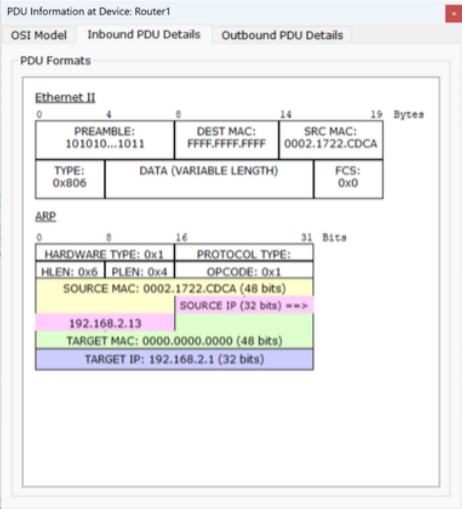 PDU Information at Device: Router1
OSI Model Inbound PDU Details Outbound PDU Details
PDU Formats
Ethernet II
0 4 8 14 19 Bytes
PREAMBLE: DEST MAC: SRC MAC:
101010...1011 FFFF.FFFF.FFFF 0002.1722.CDCA
TYPE: DATA (VARIABLE LENGTH) FCS:
0x806 0x0
ARP
0 8 16 31 Bits
HARDWARE TYPE: 0x1 PROTOCOL TYPE:
HLEN: 0x6 PLEN: 0x4 OPCODE: 0x1
SOURCE MAC: 0002.1722.CDCA (48 bits)
SOURCE IP (32 bits) ==>
192.168.2.13
TARGET MAC: 0000.0000.0000 (48 bits)
TARGET IP: 192.168.2.1 (32 bits)